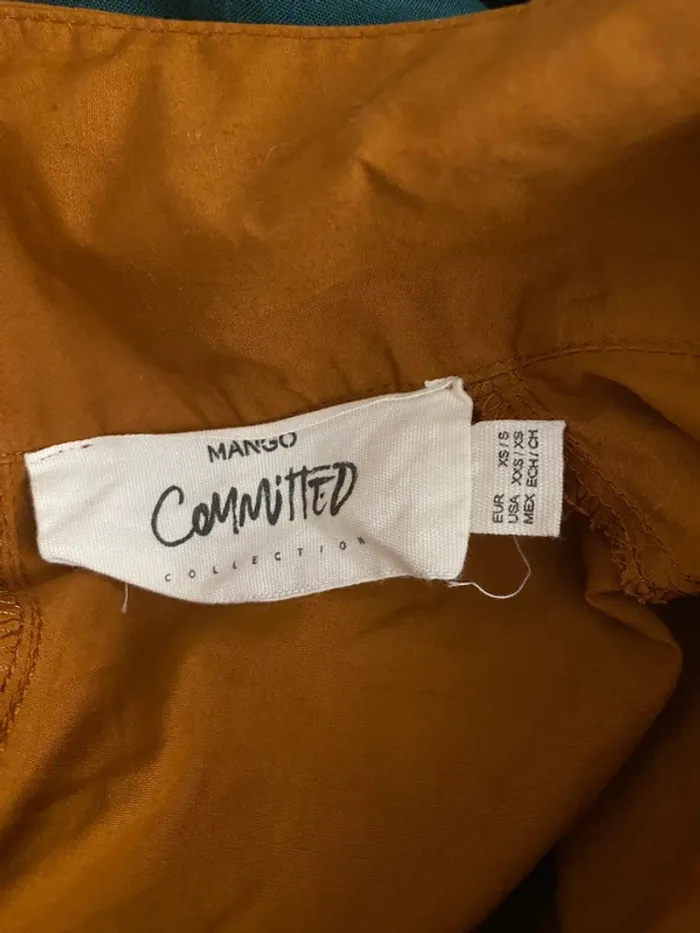 MANGO
COMMITTED
COLLECTION
EUR XS/S
USA XXS/XS
MEX ECH/CH